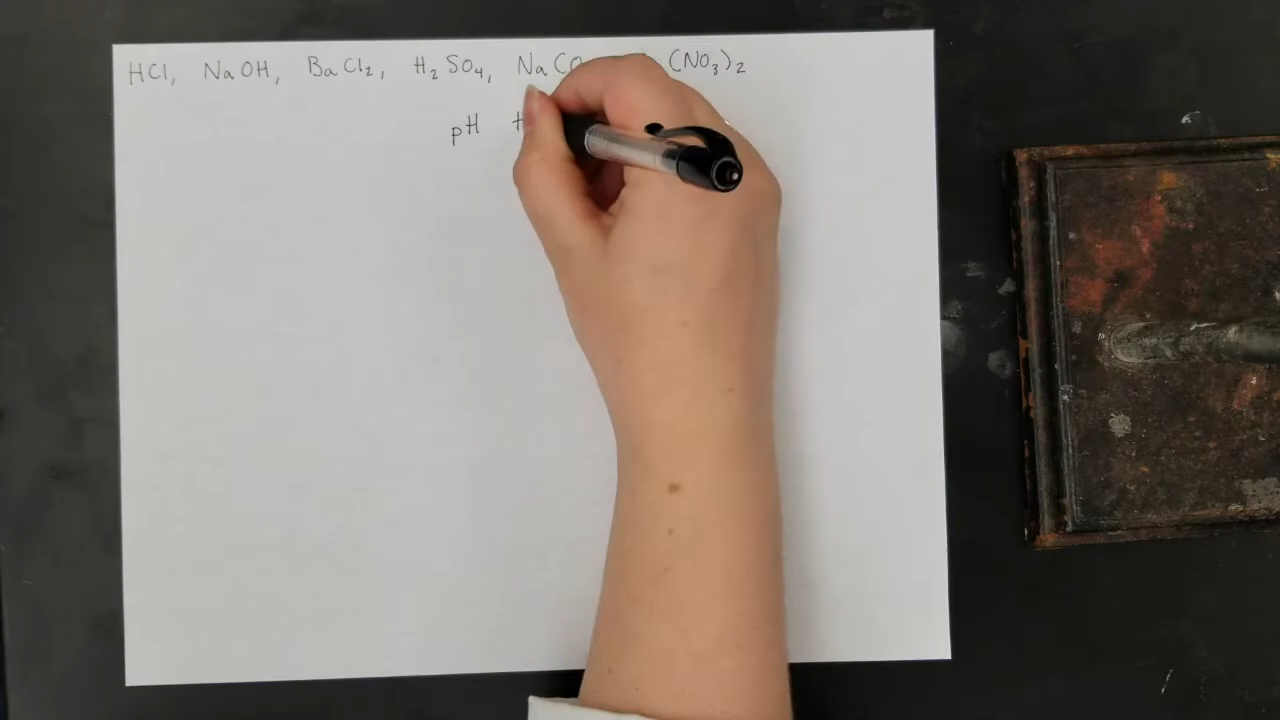 HCl, NaOH, BaCl₂, H₂SO₄, (NO₃)₂
pH